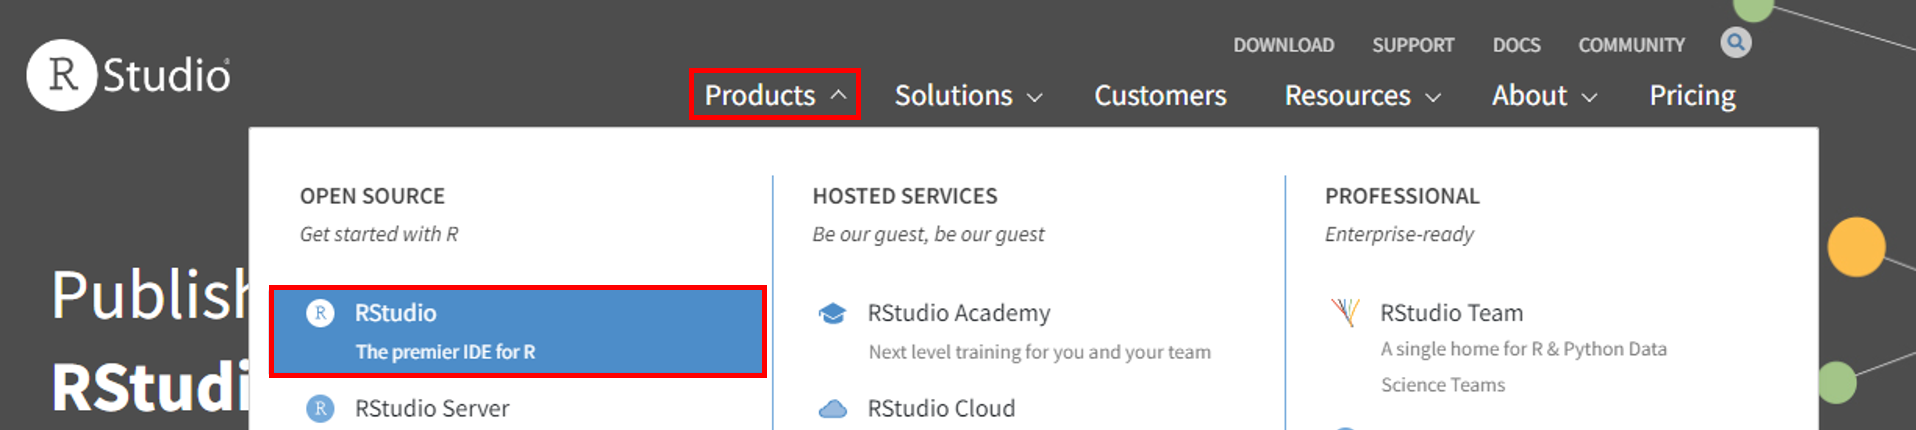 R Studio
DOWNLOAD SUPPORT DOCS COMMUNITY
Products Solutions Customers Resources About Pricing
OPEN SOURCE
Get started with R
R RStudio
The premier IDE for R
R RStudio Server
HOSTED SERVICES
Be our guest, be our guest
RStudio Academy
Next level training for you and your team
RStudio Cloud
PROFESSIONAL
Enterprise-ready
RStudio Team
A single home for R & Python Data
Science Teams
Publish
RStudi